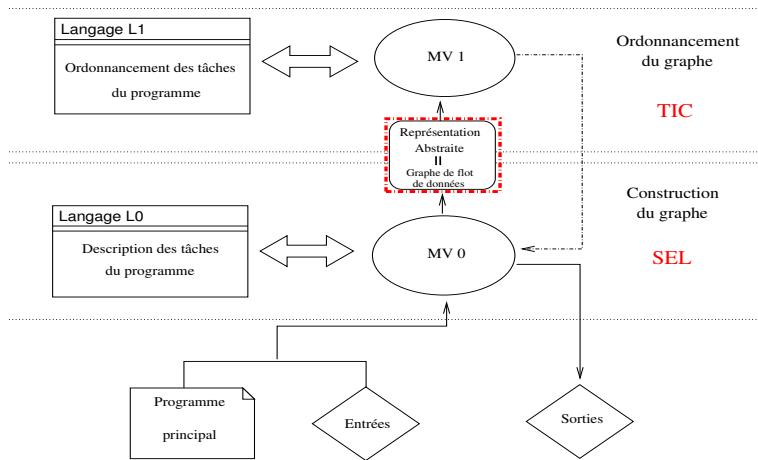 Langage L1
Ordonnancement des tâches
du programme
MV 1
Ordonnancement
du graphe
TIC
Représentation
Abstraite
=
Graphe de flot
de données
Langage L0
Description des tâches
du programme
MV 0
Construction
du graphe
SEL
Programme
principal
Entrées
Sorties